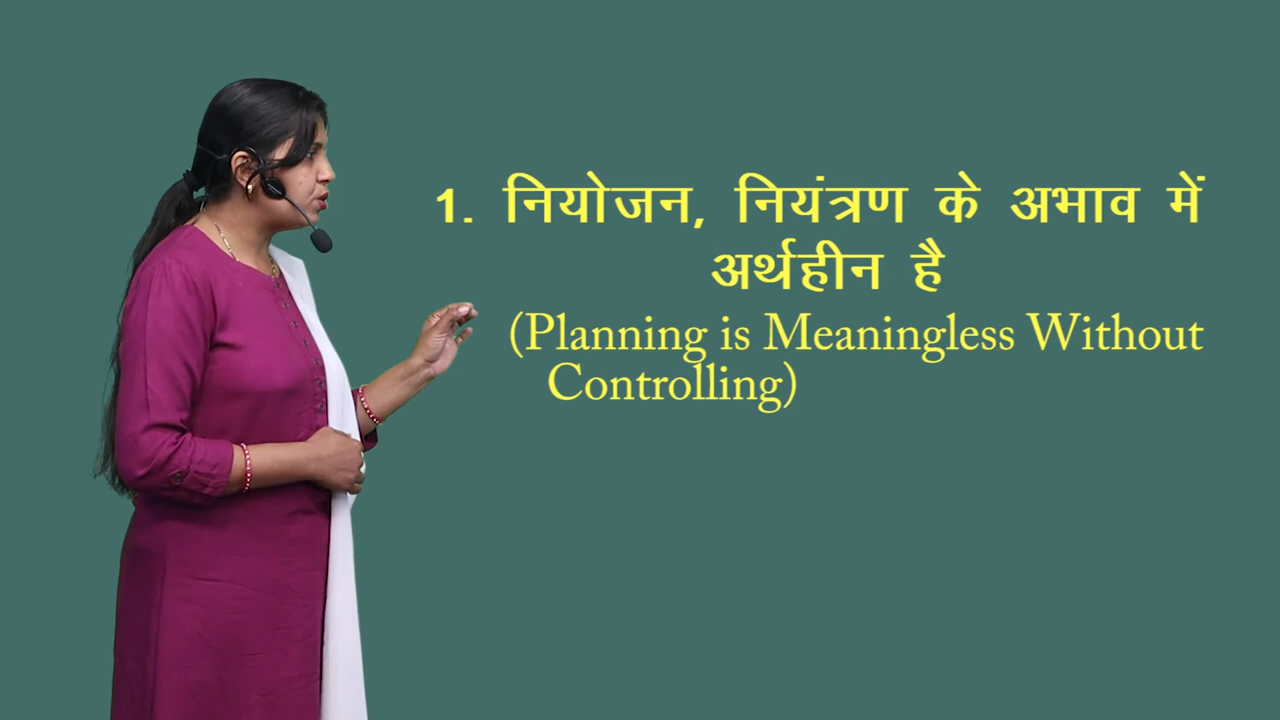 1. नियोजन, नियंत्रण के अभाव में
अर्थहीन है
(Planning is Meaningless Without
Controlling)